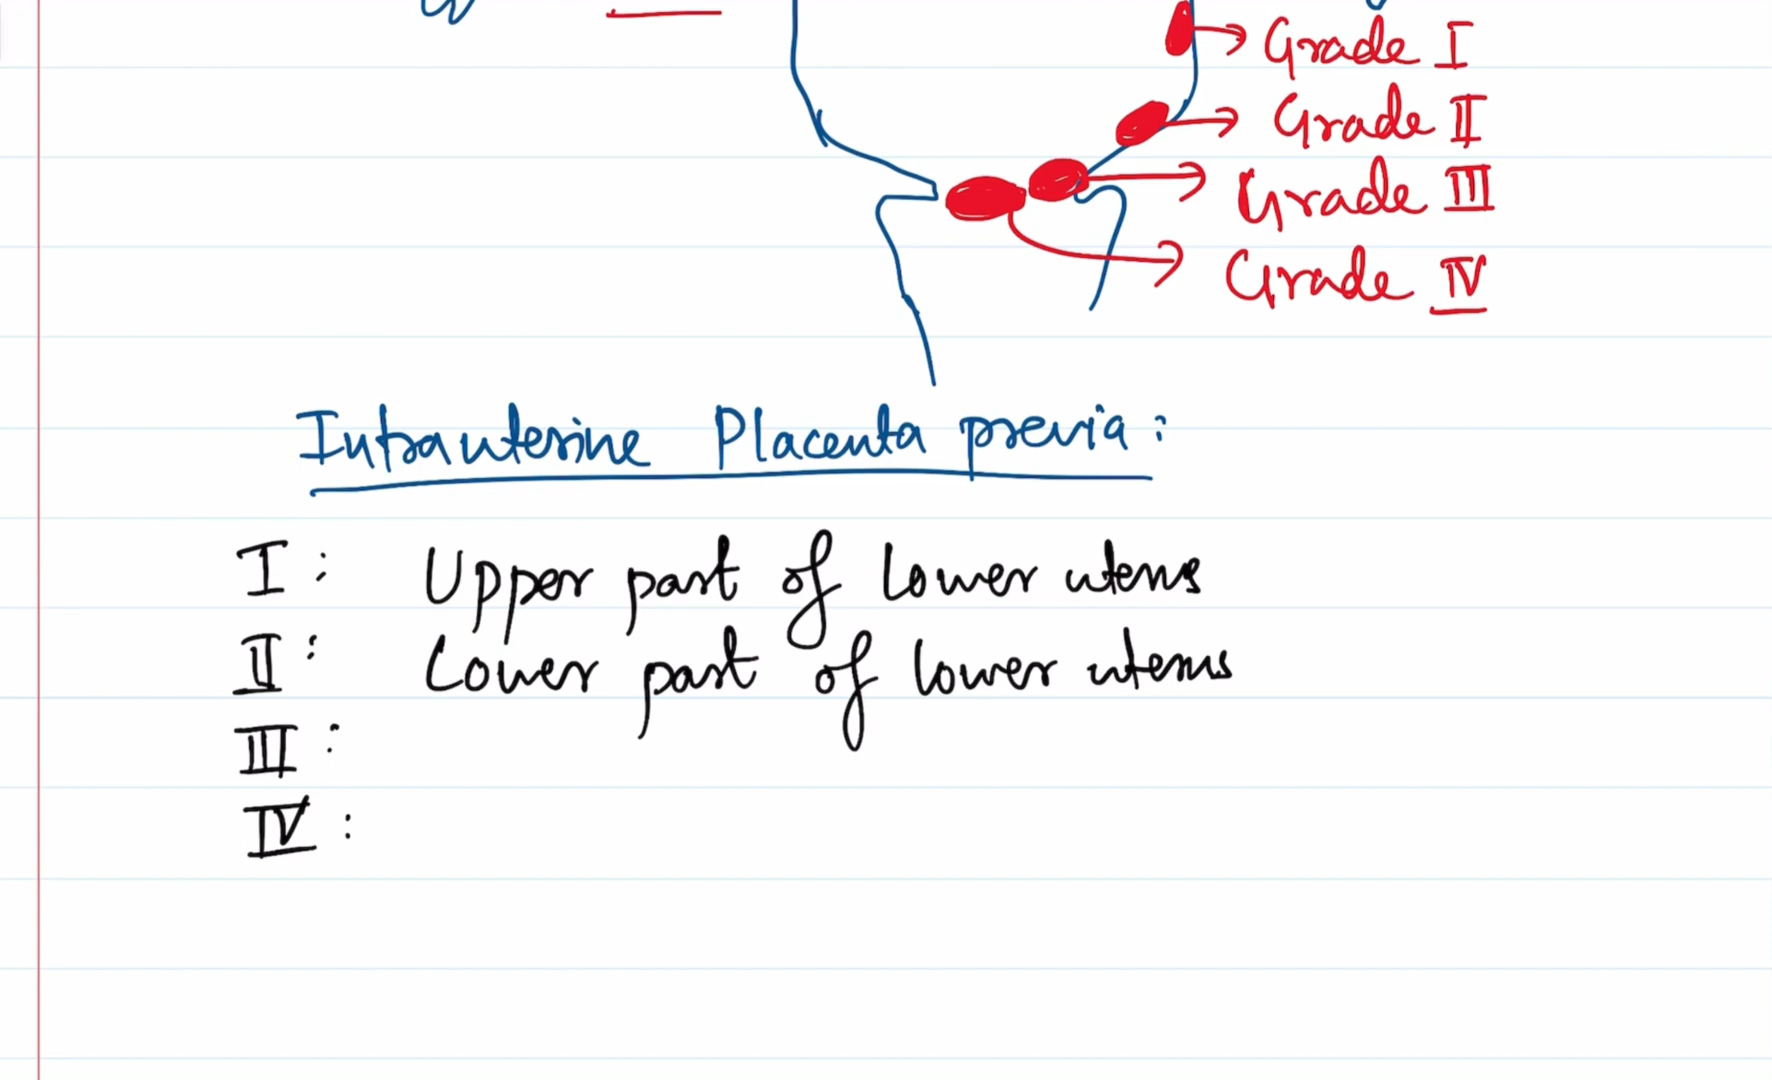 Grade I
Grade II
Grade III
Grade IV
Intrauterine Placenta previa :
I : Upper part of lower uterus
II : Lower part of lower uterus
III :
IV :